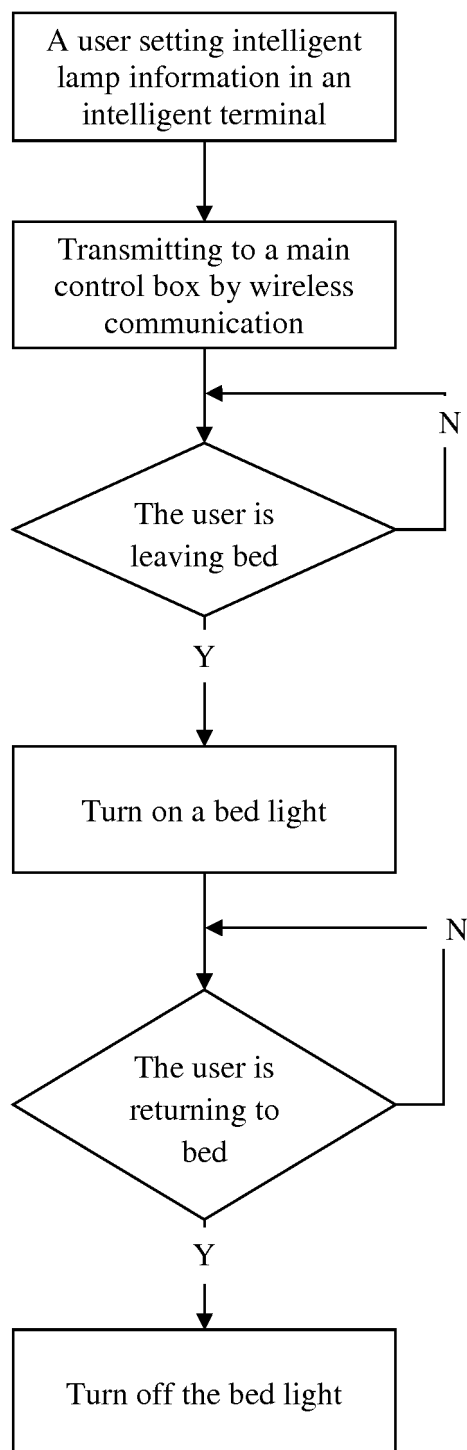 A user setting intelligent
lamp information in an
intelligent terminal
Transmitting to a main
control box by wireless
communication
N
The user is
leaving bed
Y
Turn on a bed light
N
The user is
returning to
bed
Y
Turn off the bed light